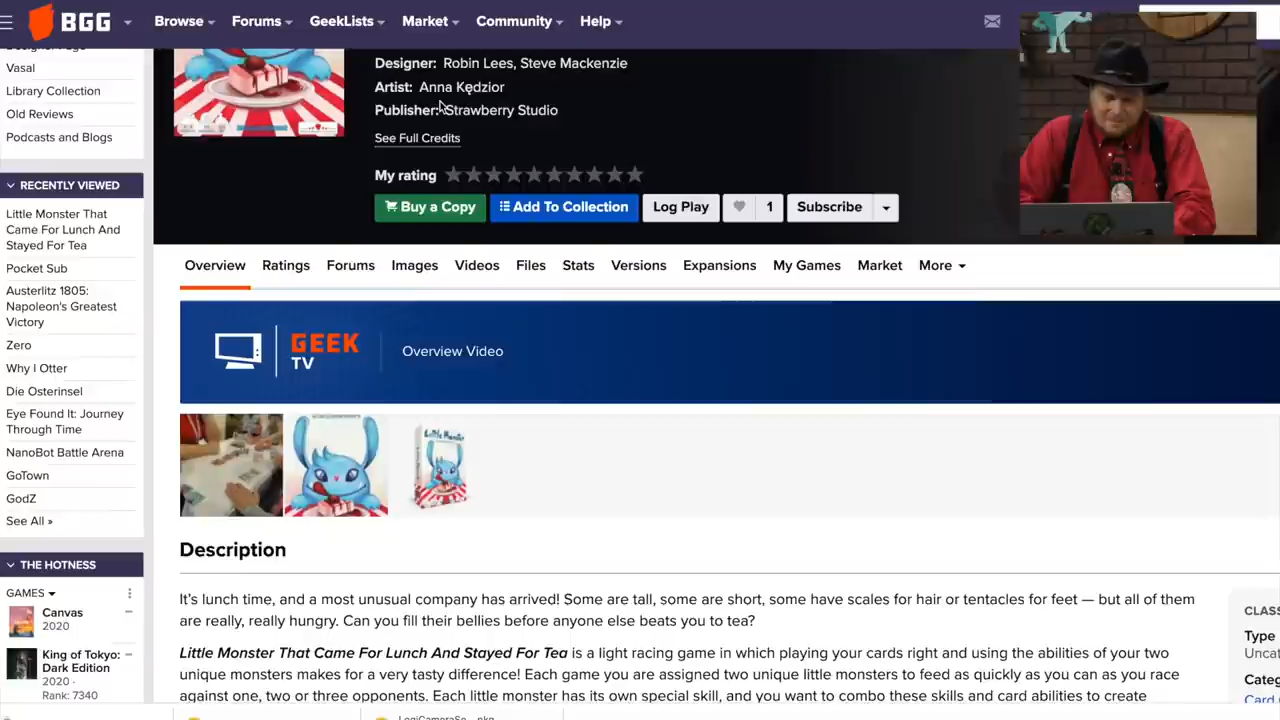 BGG Browse Forums GeekLists Market Community Help
Vasal
Library Collection
Old Reviews
Podcasts and Blogs
RECENTLY VIEWED
Little Monster That
Came For Lunch And
Stayed For Tea
Pocket Sub
Austerlitz 1805:
Napoleon's Greatest
Victory
Zero
Why I Otter
Die Osterinsel
Eye Found It: Journey
Through Time
NanoBot Battle Arena
GoTown
GodZ
See All »
THE HOTNESS
GAMES
Canvas
2020
King of Tokyo:
Dark Edition
2020 ·
Rank: 7340
Designer: Robin Lees, Steve Mackenzie
Artist: Anna Kędzior
Publisher: Strawberry Studio
See Full Credits
My rating
Buy a Copy Add To Collection Log Play 1 Subscribe
Overview Ratings Forums Images Videos Files Stats Versions Expansions My Games Market More
GEEK
TV
Overview Video
Little Monster
Description
It's lunch time, and a most unusual company has arrived! Some are tall, some are short, some have scales for hair or tentacles for feet — but all of them
are really, really hungry. Can you fill their bellies before anyone else beats you to tea?
Little Monster That Came For Lunch And Stayed For Tea is a light racing game in which playing your cards right and using the abilities of your two
unique monsters makes for a very tasty difference! Each game you are assigned two unique little monsters to feed as quickly as you can as you race
against one, two or three opponents. Each little monster has its own special skill, and you want to combo these skills and card abilities to create
CLASS
Type
Uncat
Categ
Card